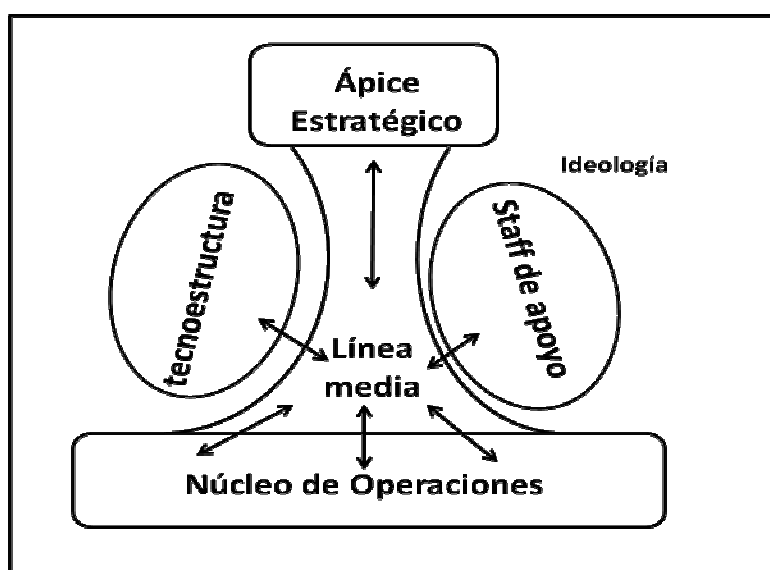 Ápice
Estratégico
Ideología
tecnoestructura
Staff de apoyo
Línea
media
Núcleo de Operaciones